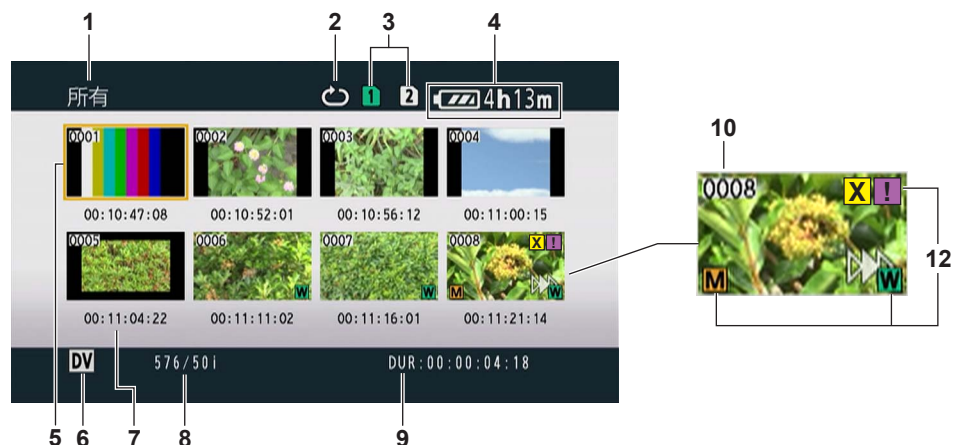 1 2 3 4
所有 1 2 4h13m
0001 0002 0003 0004
00:10:47:08 00:10:52:01 00:10:56:12 00:11:00:15
0005 0006 0007 0008 X !
W W M W
00:11:04:22 00:11:11:02 00:11:16:01 00:11:21:14
DV 576/50i DUR:00:00:04:18
5 6 7 8 9
10
0008 X !
M W
12